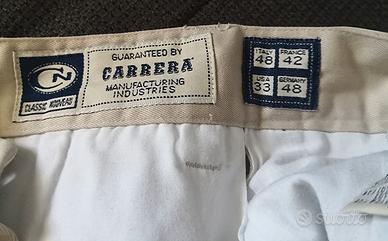 CN
CLASSIC NOUVEAU
GUARANTEED BY
CARRERA
MANUFACTURING
INDUSTRIES
ITALY
48
FRANCE
42
USA
33
GERMANY
48
subito